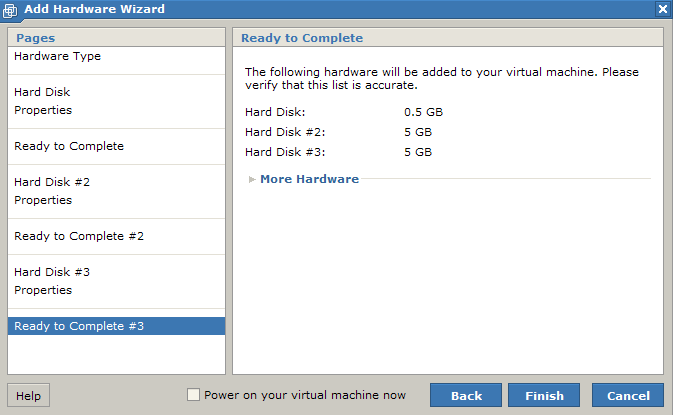 Add Hardware Wizard
Pages
Hardware Type
Hard Disk
Properties
Ready to Complete
Hard Disk #2
Properties
Ready to Complete #2
Hard Disk #3
Properties
Ready to Complete #3
Ready to Complete
The following hardware will be added to your virtual machine. Please
verify that this list is accurate.
Hard Disk: 0.5 GB
Hard Disk #2: 5 GB
Hard Disk #3: 5 GB
More Hardware
Help
Power on your virtual machine now
Back
Finish
Cancel